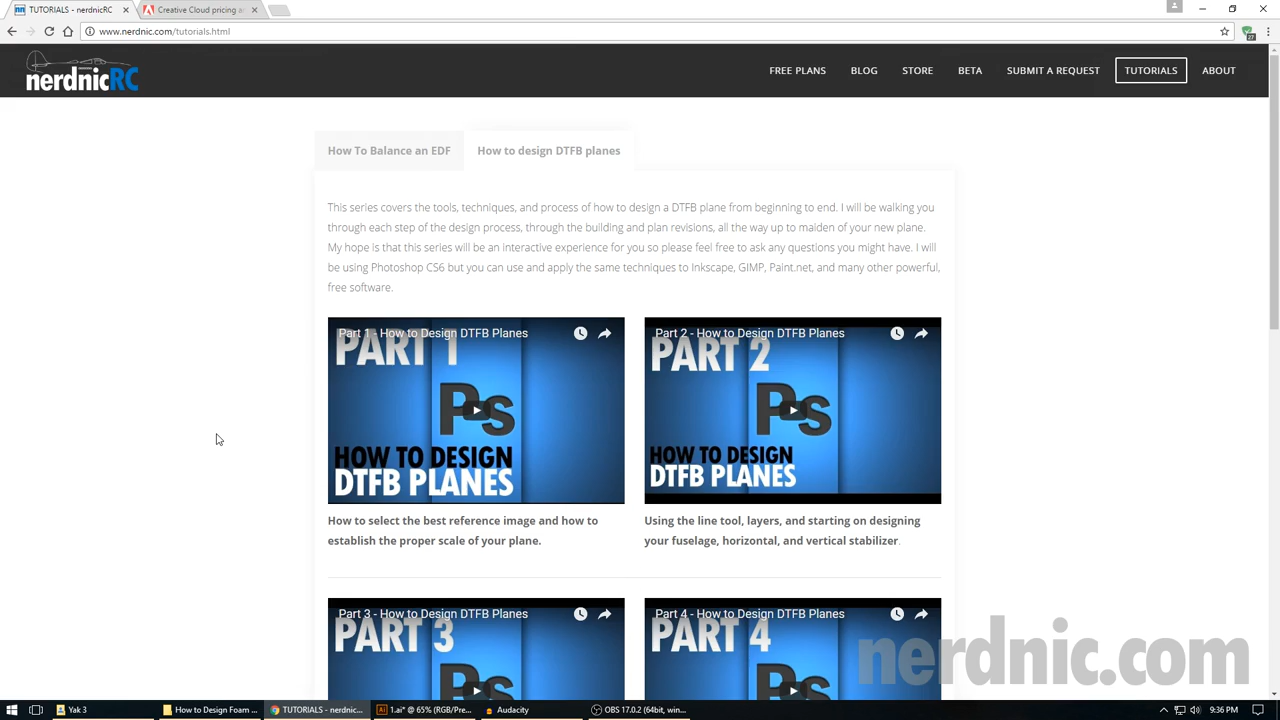 TUTORIALS - nerdnicRC
Creative Cloud pricing a
www.nerdnic.com/tutorials.html
27
nerdnicRC
FREE PLANS
BLOG
STORE
BETA
SUBMIT A REQUEST
TUTORIALS
ABOUT
How To Balance an EDF
How to design DTFB planes
This series covers the tools, techniques, and process of how to design a DTFB plane from beginning to end. I will be walking you
through each step of the design process, through the building and plan revisions, all the way up to maiden of your new plane.
My hope is that this series will be an interactive experience for you so please feel free to ask any questions you might have. I will
be using Photoshop CS6 but you can use and apply the same techniques to Inkscape, GIMP, Paint.net, and many other powerful,
free software.
Part 1 - How to Design DTFB Planes
PART 1
Ps
HOW TO DESIGN
DTFB PLANES
Part 2 - How to Design DTFB Planes
PART 2
Ps
HOW TO DESIGN
DTFB PLANES
How to select the best reference image and how to
establish the proper scale of your plane.
Using the line tool, layers, and starting on designing
your fuselage, horizontal, and vertical stabilizer.
Part 3 - How to Design DTFB Planes
PART 3
Ps
Part 4 - How to Design DTFB Planes
PART 4
Ps
nerdnic.com
Yak 3
How to Design Foam ...
TUTORIALS - nerdnic...
1.ai* @ 65% (RGB/Pre...
Audacity
OBS 17.0.2 (64bit, win...
9:36 PM